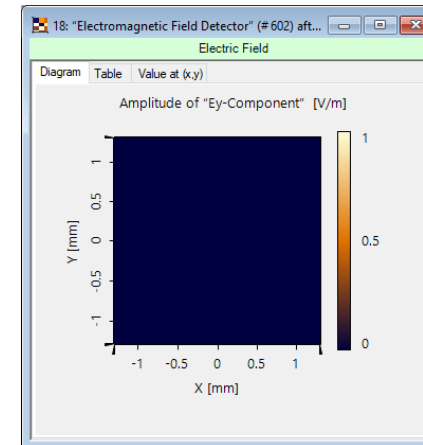 18: "Electromagnetic Field Detector" (# 602) aft...
Electric Field
Diagram Table Value at (x,y)
Amplitude of "Ey-Component" [V/m]
1
0.5
0
-0.5
-1
Y [mm]
-1 -0.5 0 0.5 1
X [mm]
1
0.5
0